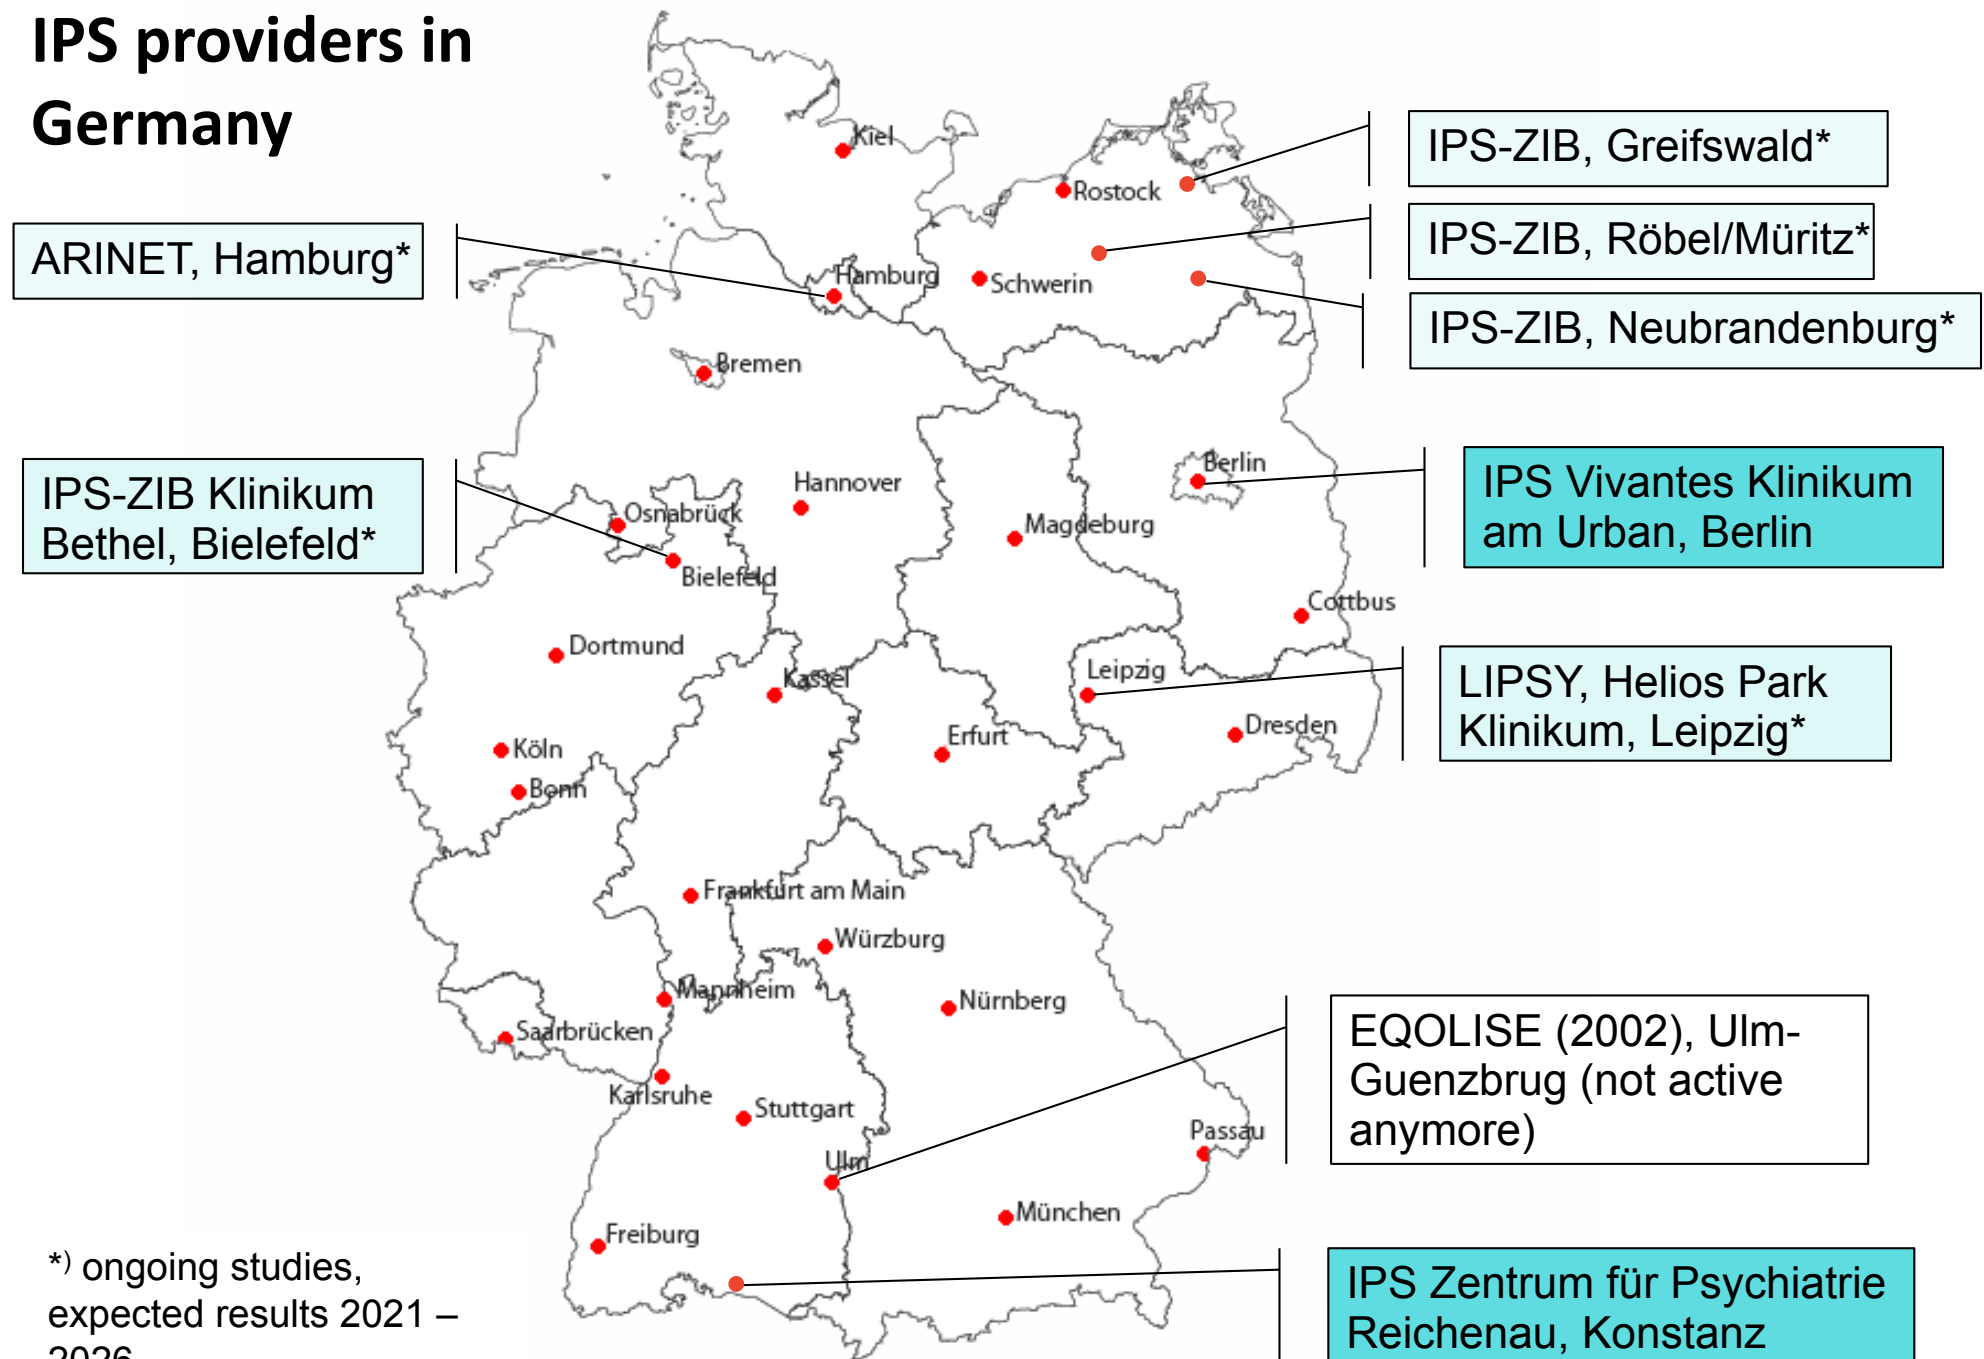 IPS providers in
Germany
Kiel
IPS-ZIB, Greifswald*
Rostock
IPS-ZIB, Röbel/Müritz*
ARINET, Hamburg*
Hamburg
Schwerin
IPS-ZIB, Neubrandenburg*
Bremen
IPS-ZIB Klinikum
Bethel, Bielefeld*
Hannover
Osnabrück
Bielefeld
Magdeburg
Berlin
IPS Vivantes Klinikum
am Urban, Berlin
Cottbus
Dortmund
Kassel
Leipzig
LIPSY, Helios Park
Klinikum, Leipzig*
Köln
Bonn
Erfurt
Dresden
Frankfurt am Main
Würzburg
Mannheim
Nürnberg
Saarbrücken
Karlsruhe
Stuttgart
EQOLISE (2002), Ulm-
Guenzbrug (not active
anymore)
Passau
Ulm
München
Freiburg
IPS Zentrum für Psychiatrie
Reichenau, Konstanz
*) ongoing studies,
expected results 2021 –
2026